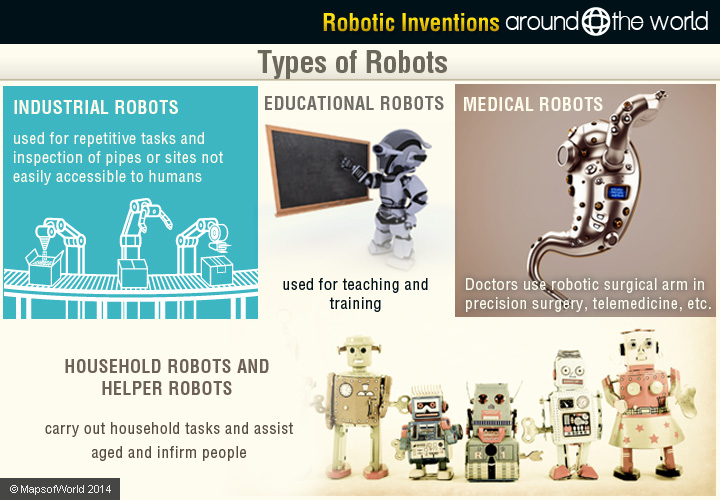 Robotic Inventions around the world
Types of Robots
INDUSTRIAL ROBOTS
used for repetitive tasks and
inspection of pipes or sites not
easily accessible to humans
EDUCATIONAL ROBOTS
used for teaching and
training
MEDICAL ROBOTS
Doctors use robotic surgical arm in
precision surgery, telemedicine, etc.
HOUSEHOLD ROBOTS AND
HELPER ROBOTS
carry out household tasks and assist
aged and infirm people
R 1
© MapsofWorld 2014